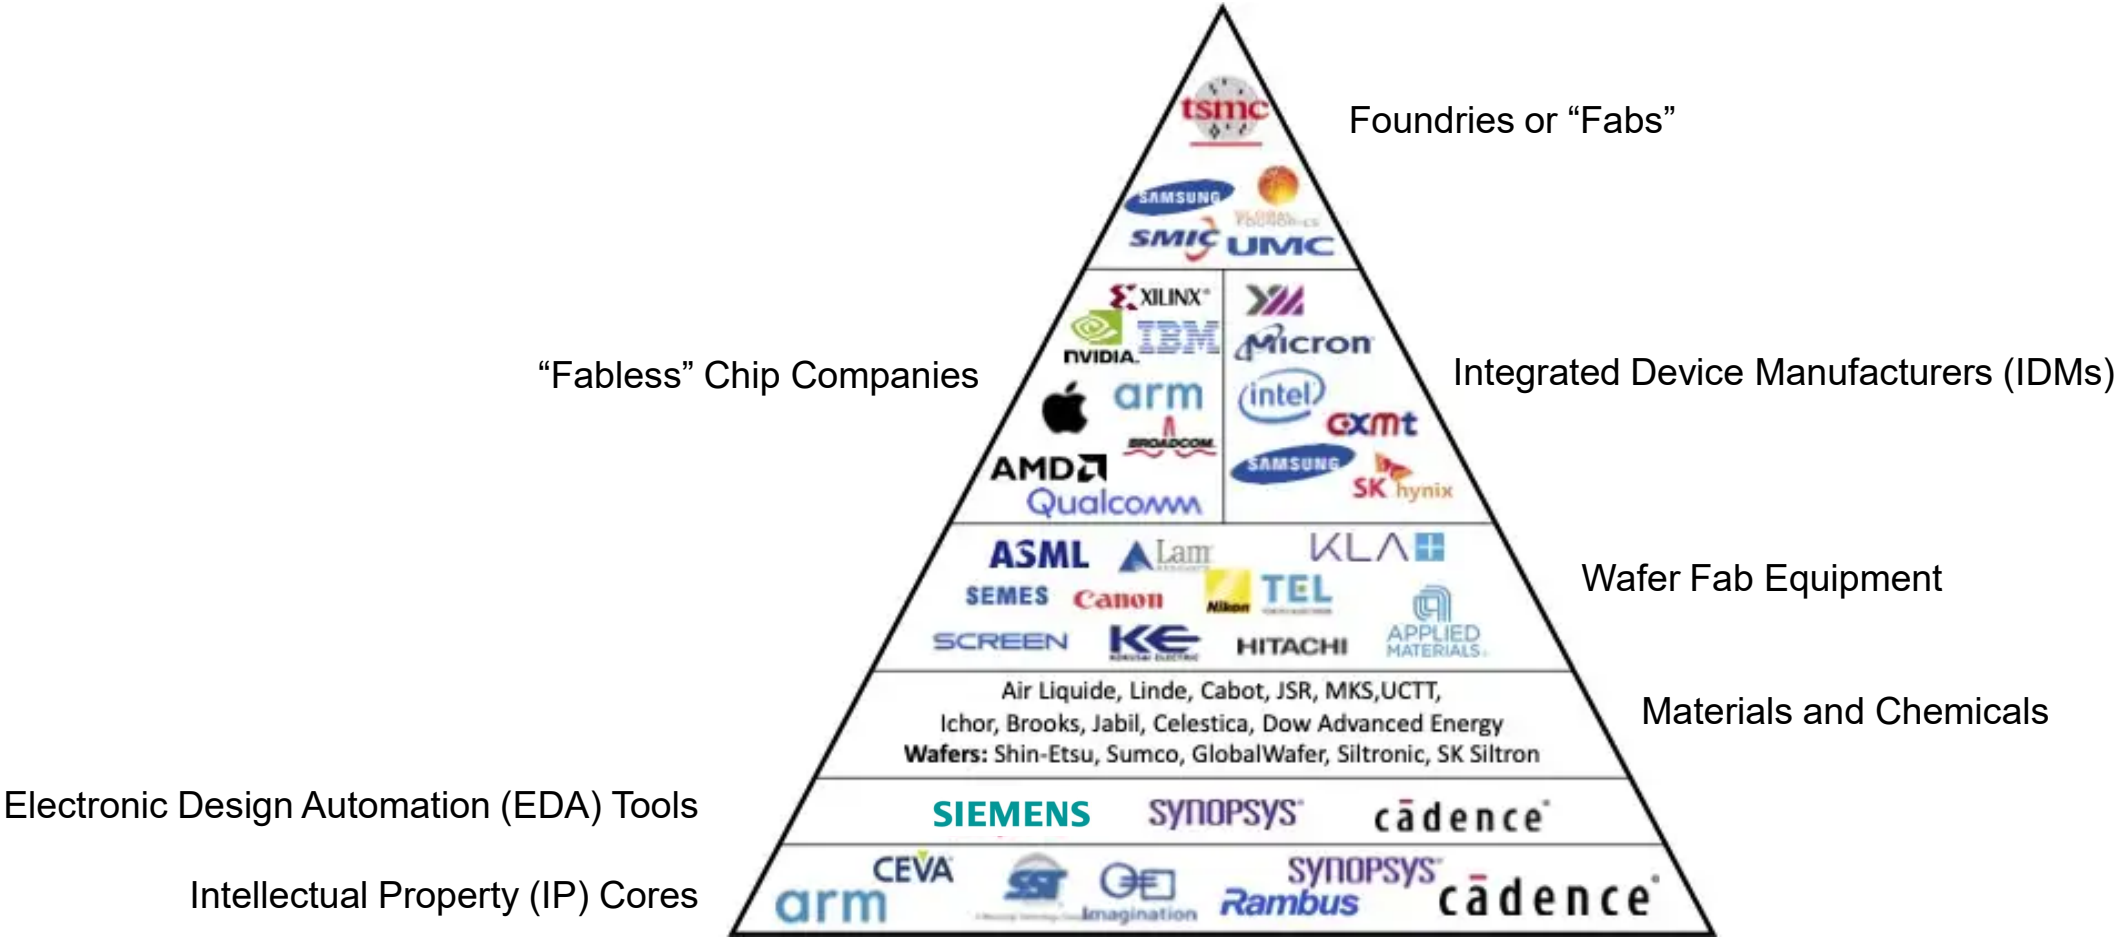 tsmc
Foundries or “Fabs”
SAMSUNG
GLOBAL
FOUNDRIES
SMIC UMC
XILINX
NVIDIA. IBM
Micron
“Fabless” Chip Companies
Integrated Device Manufacturers (IDMs)
arm
intel
cxmt
BROADCOM
AMD
SAMSUNG
SK hynix
Qualcomm
ASML Lam KLA
Wafer Fab Equipment
SEMES Canon Nikon TEL
SCREEN KE HITACHI APPLIED
MATERIALS
KOKUSAI ELECTRIC
Air Liquide, Linde, Cabot, JSR, MKS,UCTT,
Ichor, Brooks, Jabil, Celestica, Dow Advanced Energy
Wafers: Shin-Etsu, Sumco, GlobalWafer, Siltronic, SK Siltron
Materials and Chemicals
Electronic Design Automation (EDA) Tools
SIEMENS SYNOPSYS cādence
Intellectual Property (IP) Cores
CEVA SST SYNOPSYS
arm Imagination Rambus cādence